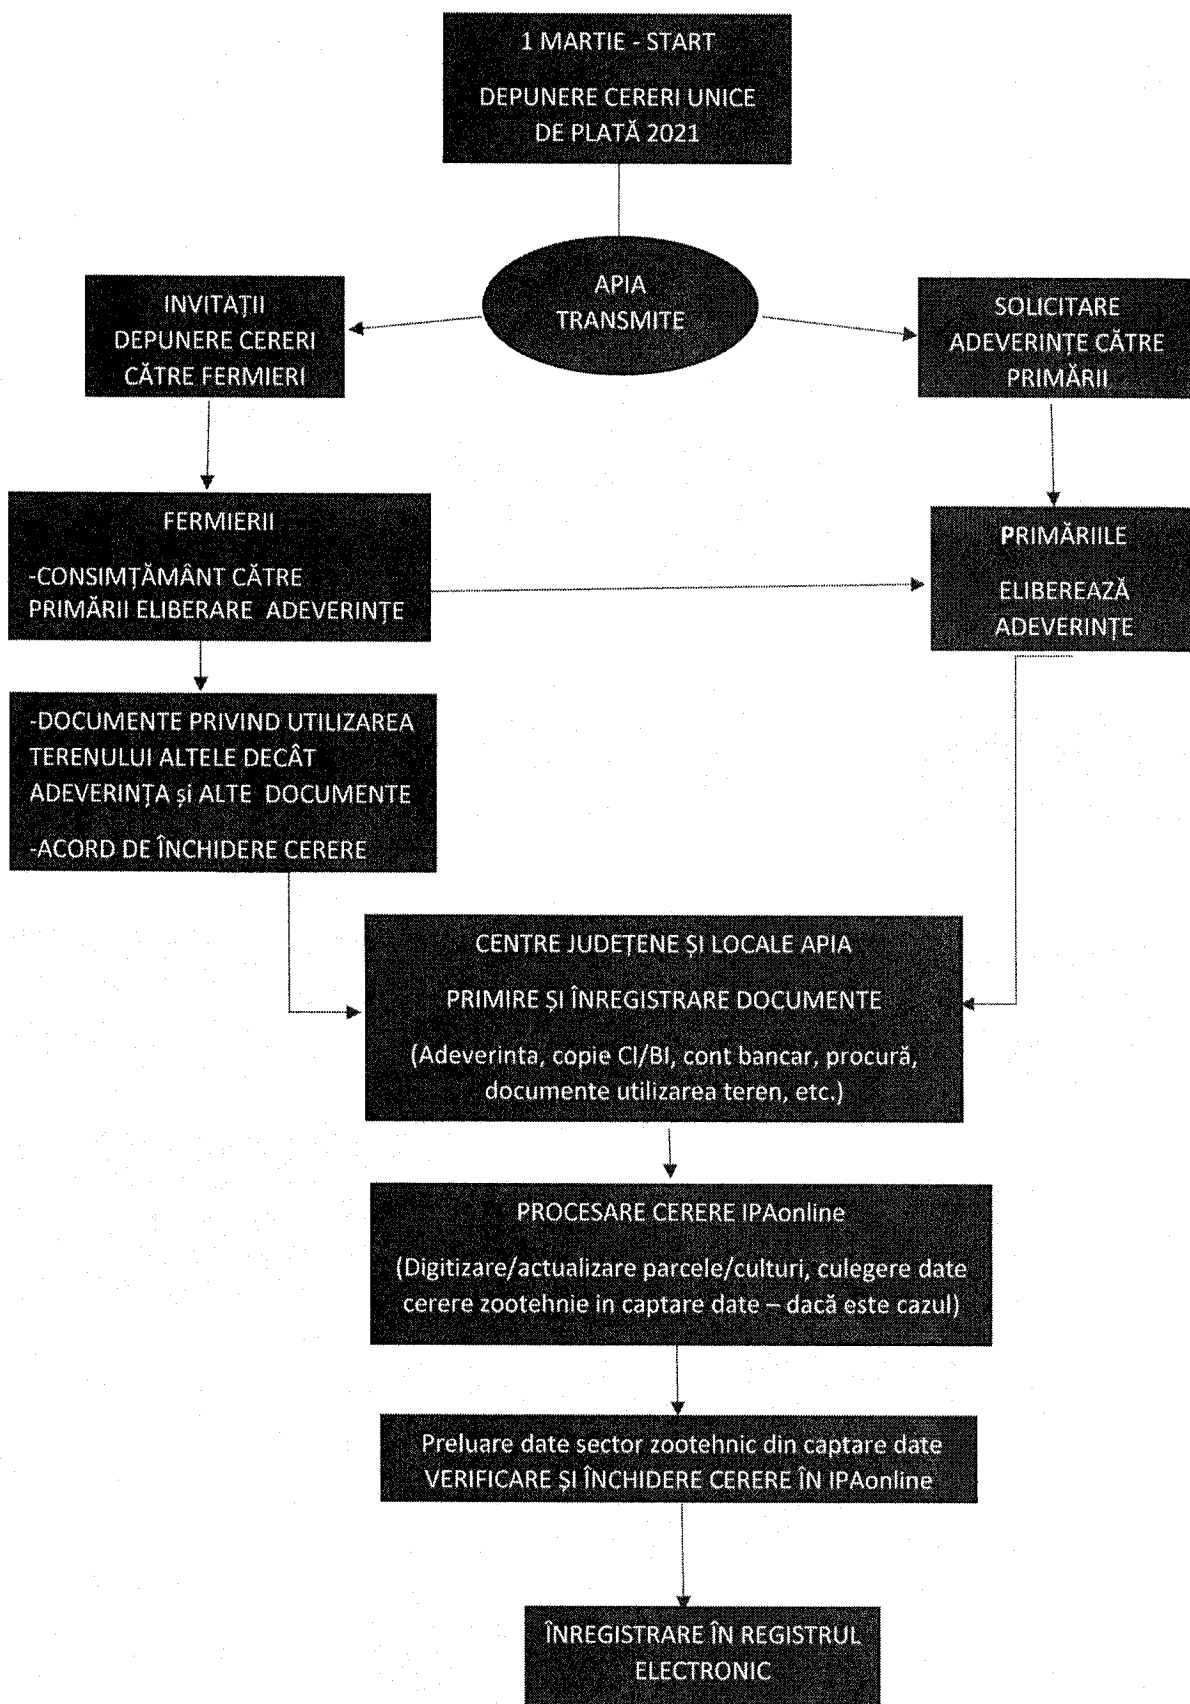 1 MARTIE - START
DEPUNERE CERERI UNICE
DE PLATĂ 2021
APIA
TRANSMITE
INVITAȚII
DEPUNERE CERERI
CĂTRE FERMIERI
SOLICITARE
ADEVERINȚE CĂTRE
PRIMĂRII
FERMIERII
-CONSIMȚĂMÂNT CĂTRE
PRIMĂRII ELIBERARE ADEVERINȚE
PRIMĂRIILE
ELIBEREAZĂ
ADEVERINȚE
-DOCUMENTE PRIVIND UTILIZAREA
TERENULUI ALTELE DECÂT
ADEVERINȚA și ALTE DOCUMENTE
-ACORD DE ÎNCHIDERE CERERE
CENTRE JUDEȚENE ȘI LOCALE APIA
PRIMIRE ȘI ÎNREGISTRARE DOCUMENTE
(Adeverinta, copie CI/BI, cont bancar, procură,
documente utilizarea teren, etc.)
PROCESARE CERERE IPAonline
(Digitizare/actualizare parcele/culturi, culegere date
cerere zootehnie in captare date – dacă este cazul)
Preluare date sector zootehnic din captare date
VERIFICARE ȘI ÎNCHIDERE CERERE ÎN IPAonline
ÎNREGISTRARE ÎN REGISTRUL
ELECTRONIC